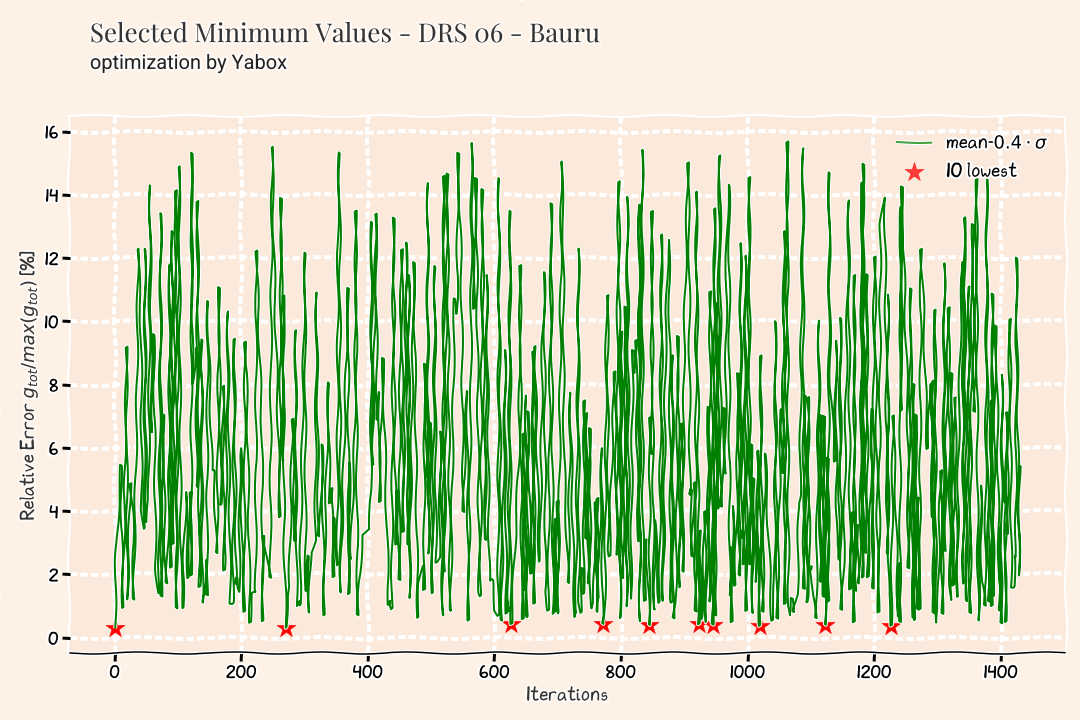 Selected Minimum Values - DRS 06 - Bauru
optimization by Yabox
mean-0.4 · σ
10 lowest
Relative Error g_tot/max(g_tot) [%]
16
14
12
10
8
6
4
2
0
0 200 400 600 800 1000 1200 1400
Iterations